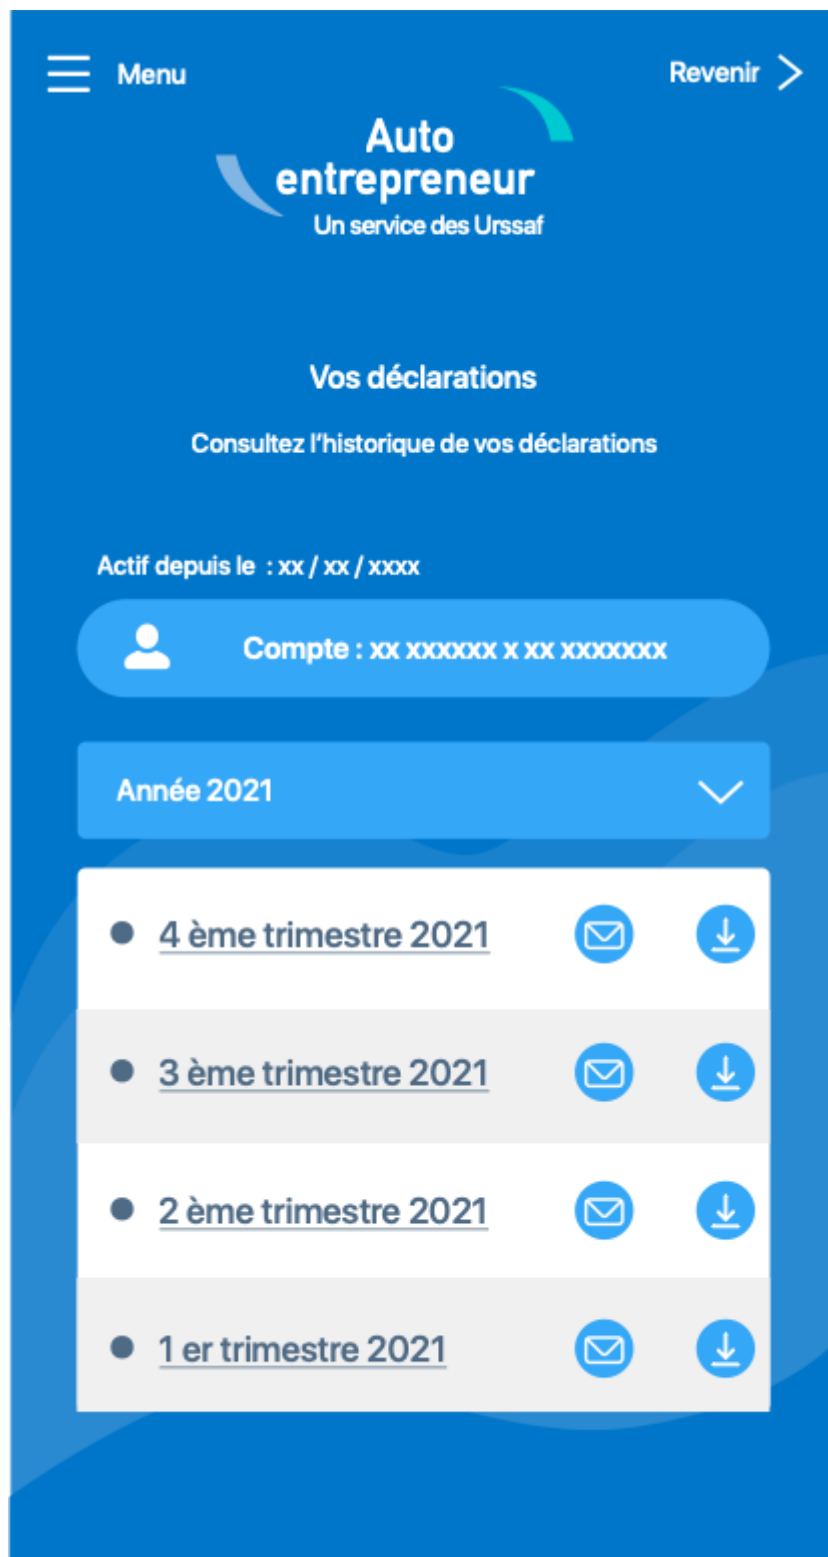 Menu
Revenir
Auto
entrepreneur
Un service des Urssaf
Vos déclarations
Consultez l'historique de vos déclarations
Actif depuis le : xx / xx / xxxx
Compte : xx xxxxxx x xx xxxxxxx
Année 2021
4 ème trimestre 2021
3 ème trimestre 2021
2 ème trimestre 2021
1 er trimestre 2021